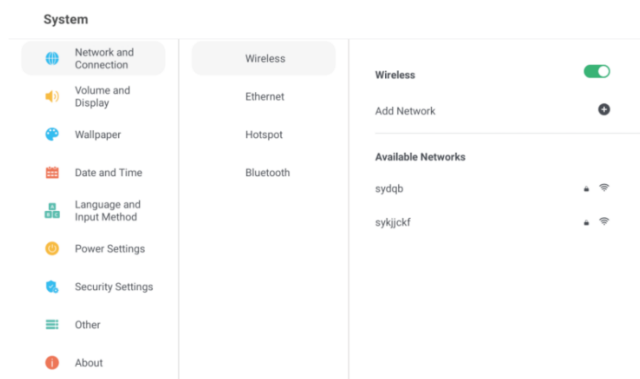 System
Network and
Connection
Volume and
Display
Wallpaper
Date and Time
Language and
Input Method
Power Settings
Security Settings
Other
About
Wireless
Ethernet
Hotspot
Bluetooth
Wireless
Add Network
Available Networks
sydqb
sykjjckf